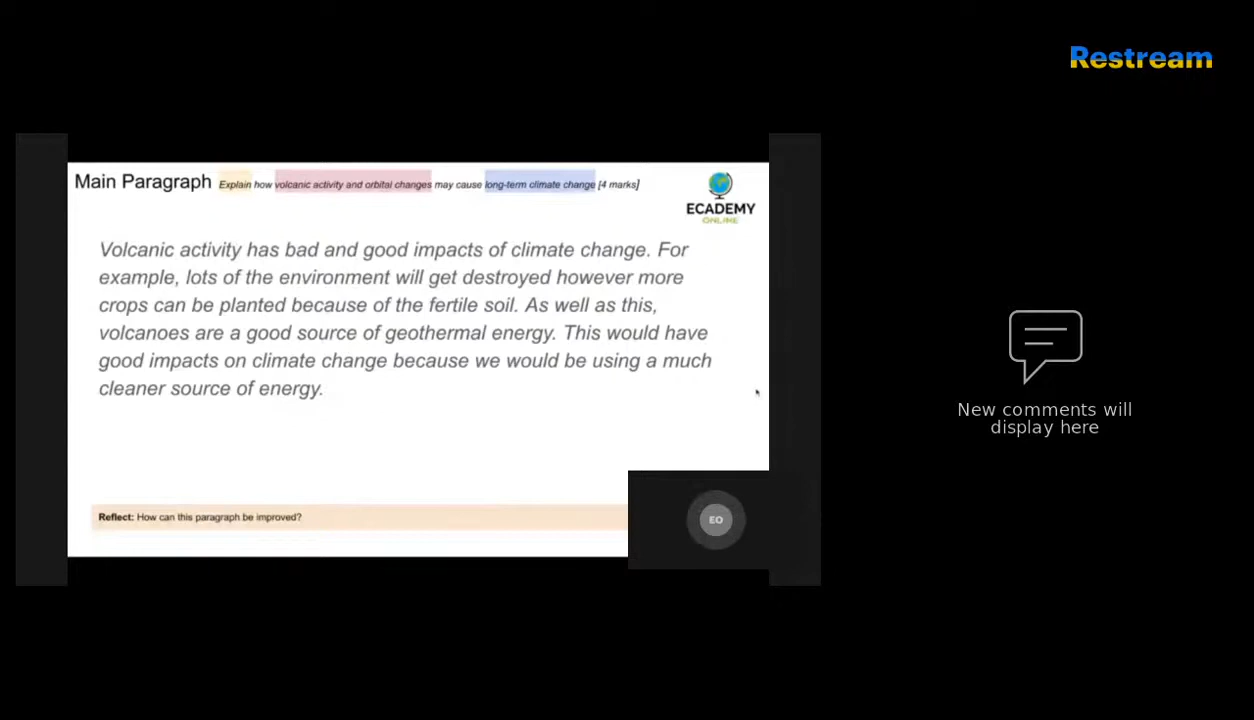 Restream
Main Paragraph Explain how volcanic activity and orbital changes may cause long-term climate change [4 marks]
ECADEMY
ONLINE
Volcanic activity has bad and good impacts of climate change. For
example, lots of the environment will get destroyed however more
crops can be planted because of the fertile soil. As well as this,
volcanoes are a good source of geothermal energy. This would have
good impacts on climate change because we would be using a much
cleaner source of energy.
Reflect: How can this paragraph be improved?
EO
New comments will
display here